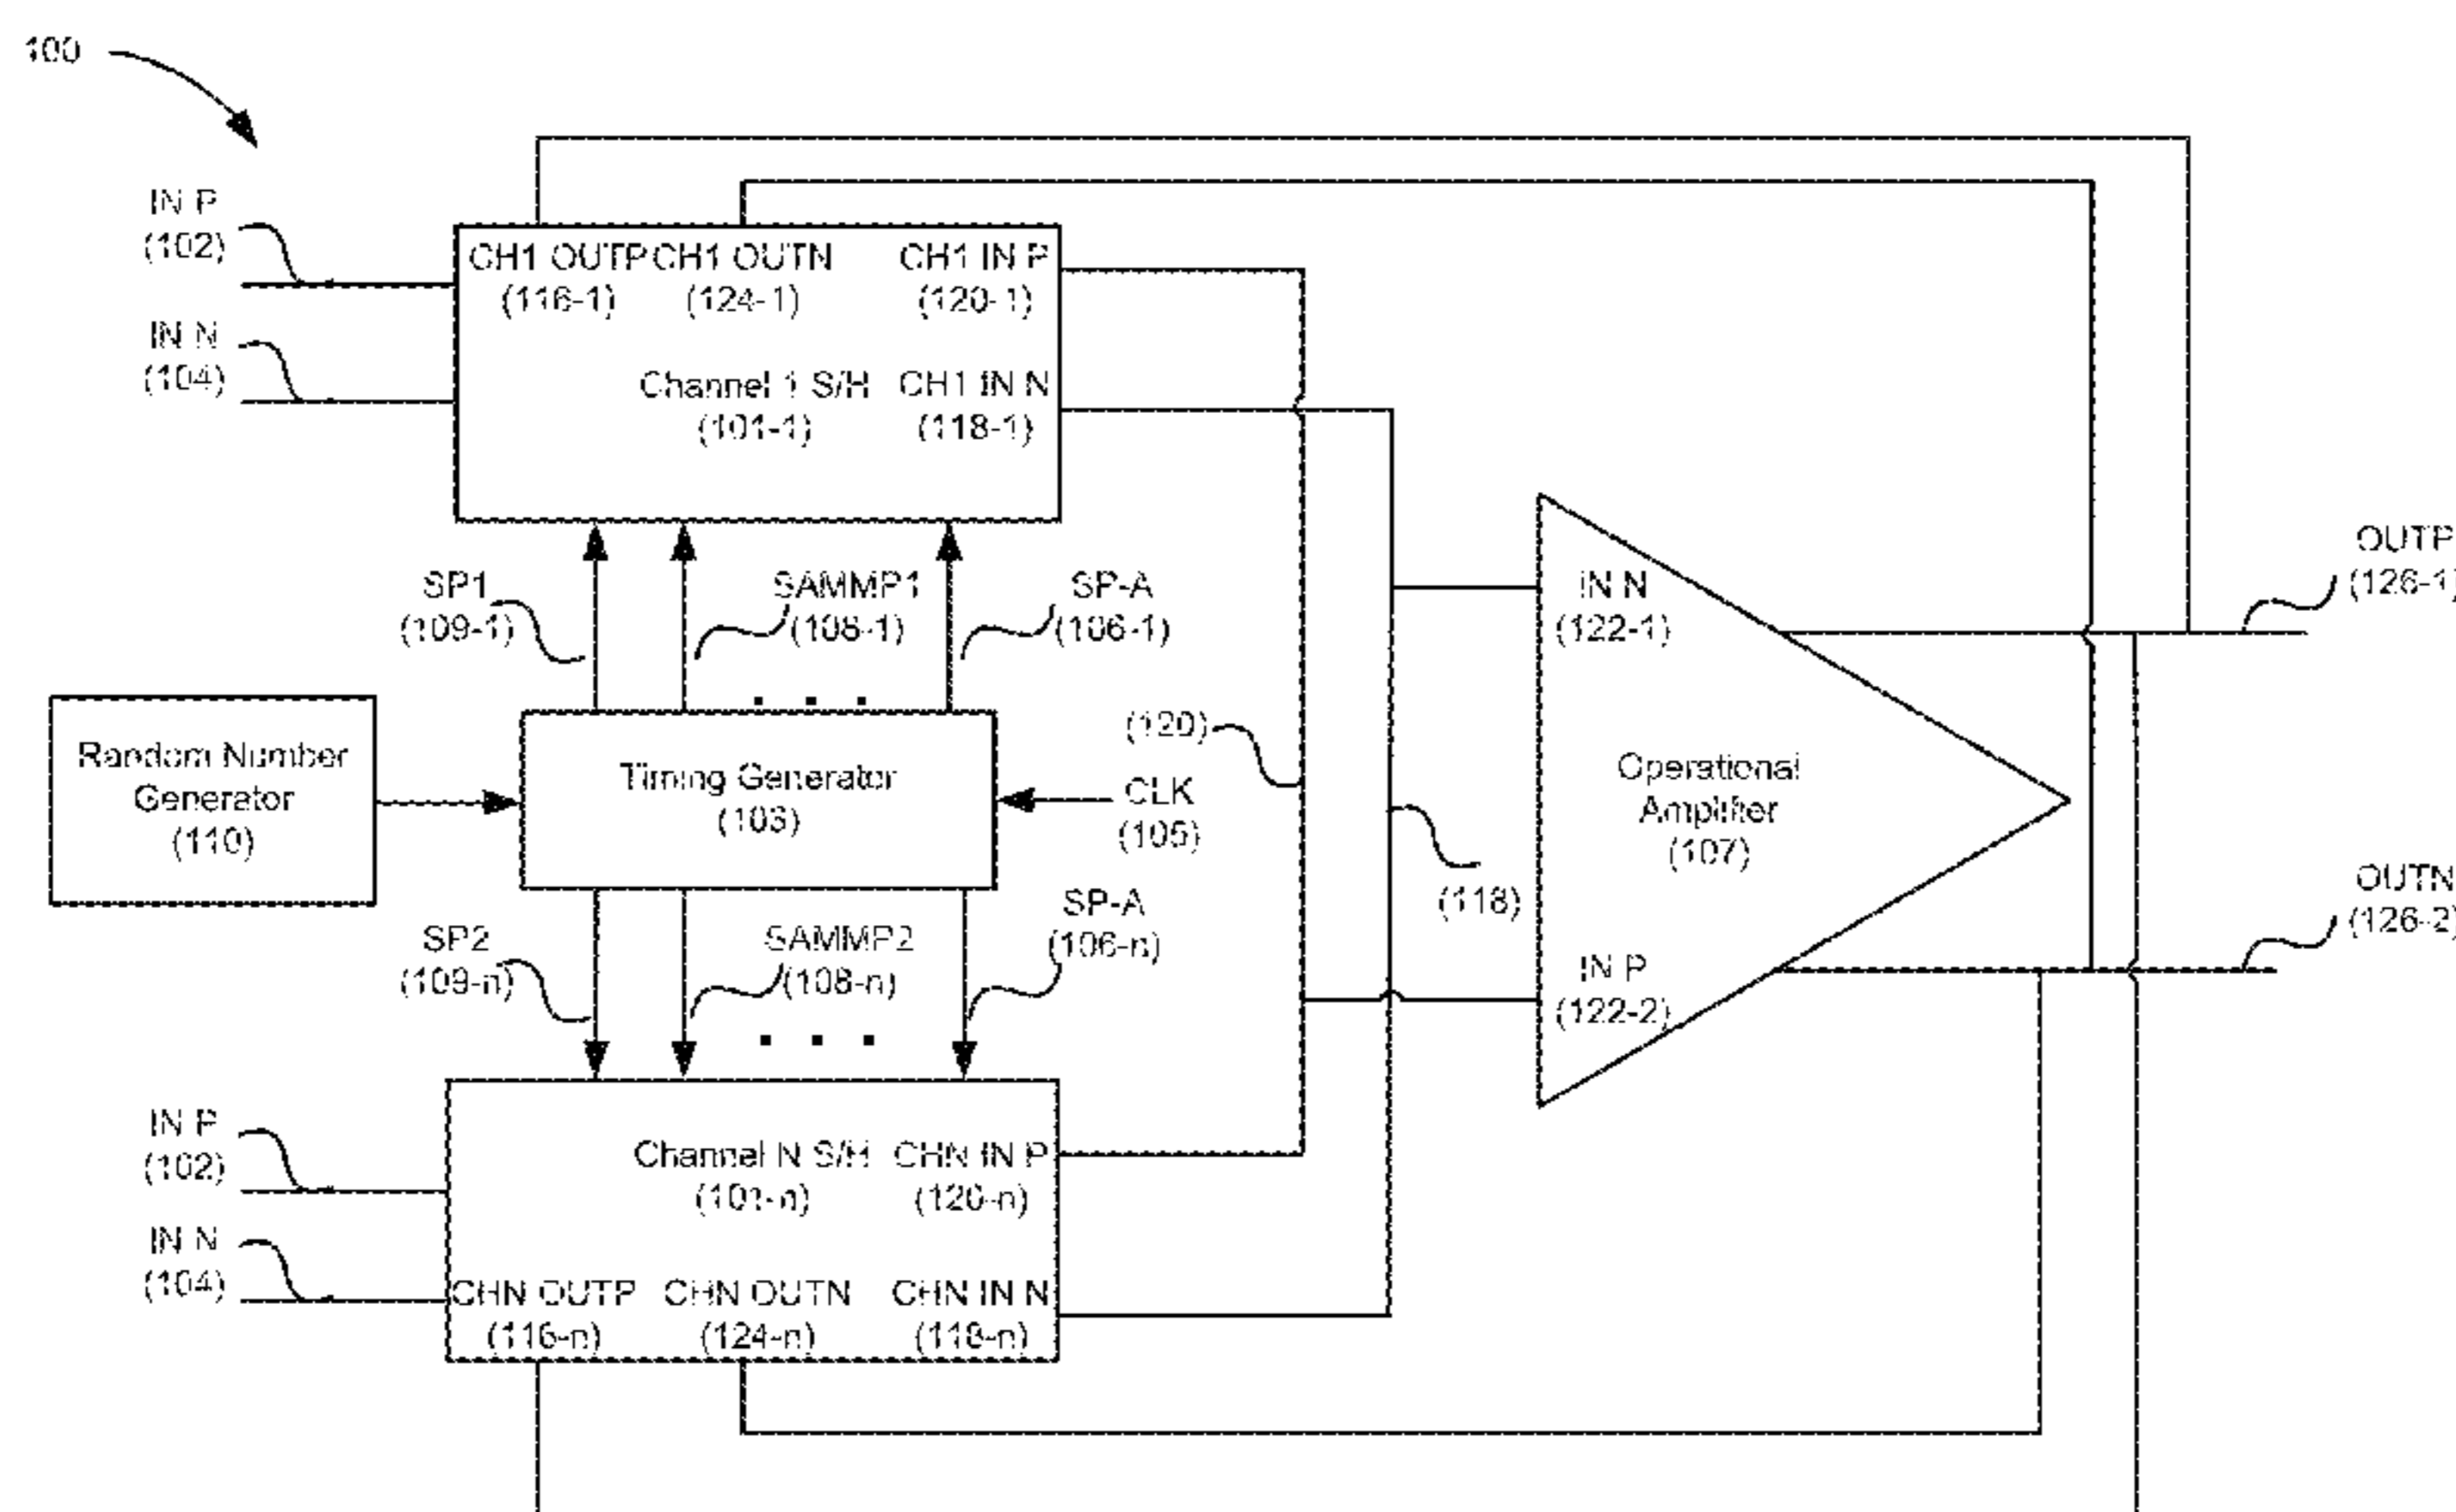 100
IN P
(102)
IN N
(104)
CH1 OUTP
(116-1)
CH1 OUTN
(124-1)
CH1 IN P
(120-1)
Channel 1 S/H
(101-1)
CH1 IN N
(118-1)
SP1
(109-1)
SAMMP1
(108-1)
SP-A
(106-1)
. . .
Random Number
Generator
(110)
Timing Generator
(103)
CLK
(105)
(120)
(118)
IN N
(122-1)
Operational
Amplifier
(107)
IN P
(122-2)
OUTP
(126-1)
OUTN
(126-2)
SP2
(109-n)
SAMMP2
(108-n)
SP-A
(106-n)
. . .
IN P
(102)
IN N
(104)
Channel N S/H
(101-n)
CHN IN P
(120-n)
CHN OUTP
(116-n)
CHN OUTN
(124-n)
CHN IN N
(118-n)